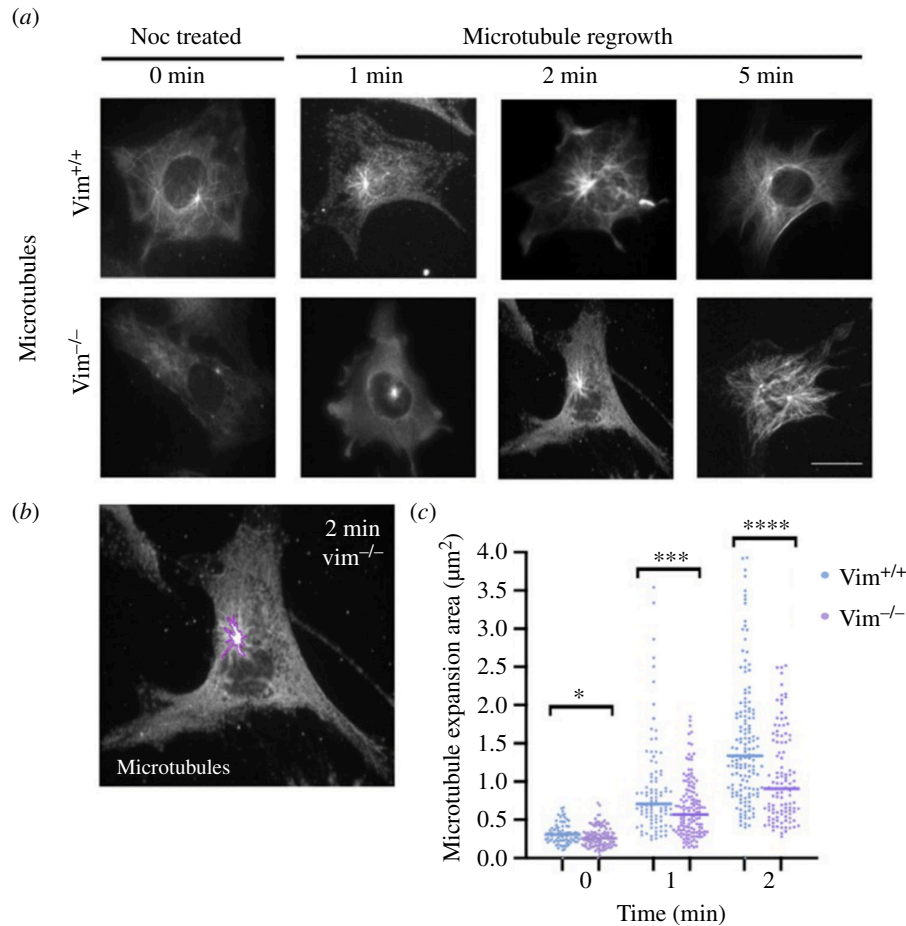 (a)
Noc treated
Microtubule regrowth
0 min
1 min
2 min
5 min
Microtubules
Vim+/+
Vim–/–
(b)
2 min
vim–/–
Microtubules
(c)
Microtubule expansion area (µm²)
4.0
3.5
3.0
2.5
2.0
1.5
1.0
0.5
0.0
*
***
****
Vim+/+
Vim–/–
0
1
2
Time (min)